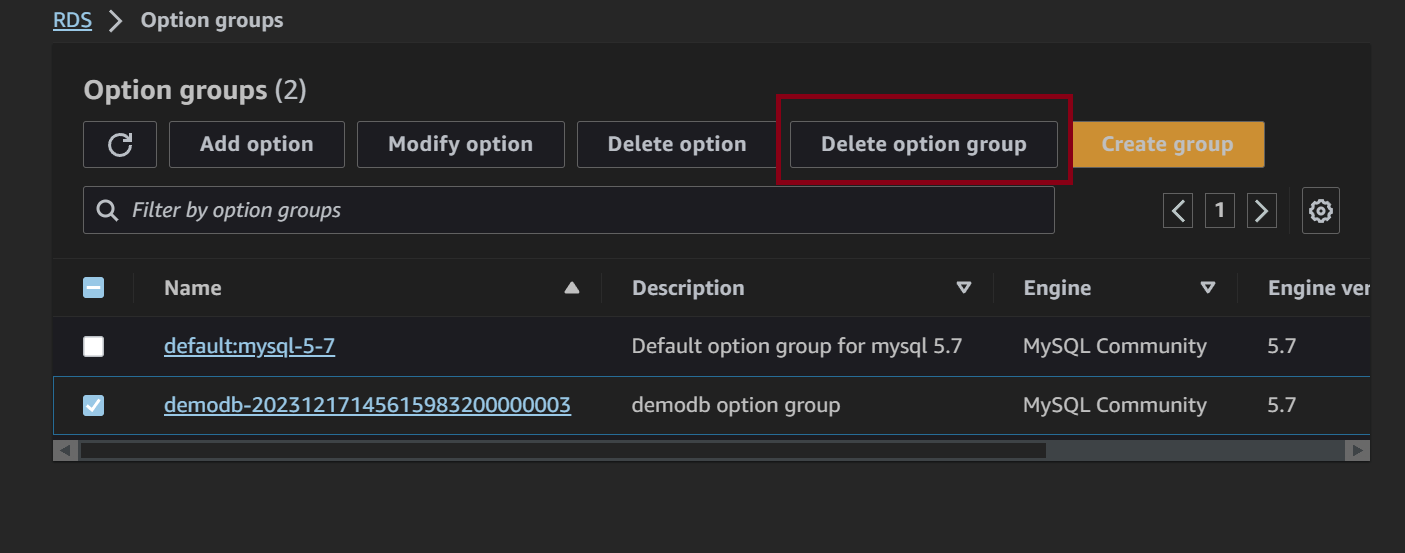 RDS > Option groups
Option groups (2)
Add option Modify option Delete option Delete option group Create group
Filter by option groups 1
Name Description Engine Engine ver
default:mysql-5-7 Default option group for mysql 5.7 MySQL Community 5.7
demodb-20231217145615983200000003 demodb option group MySQL Community 5.7